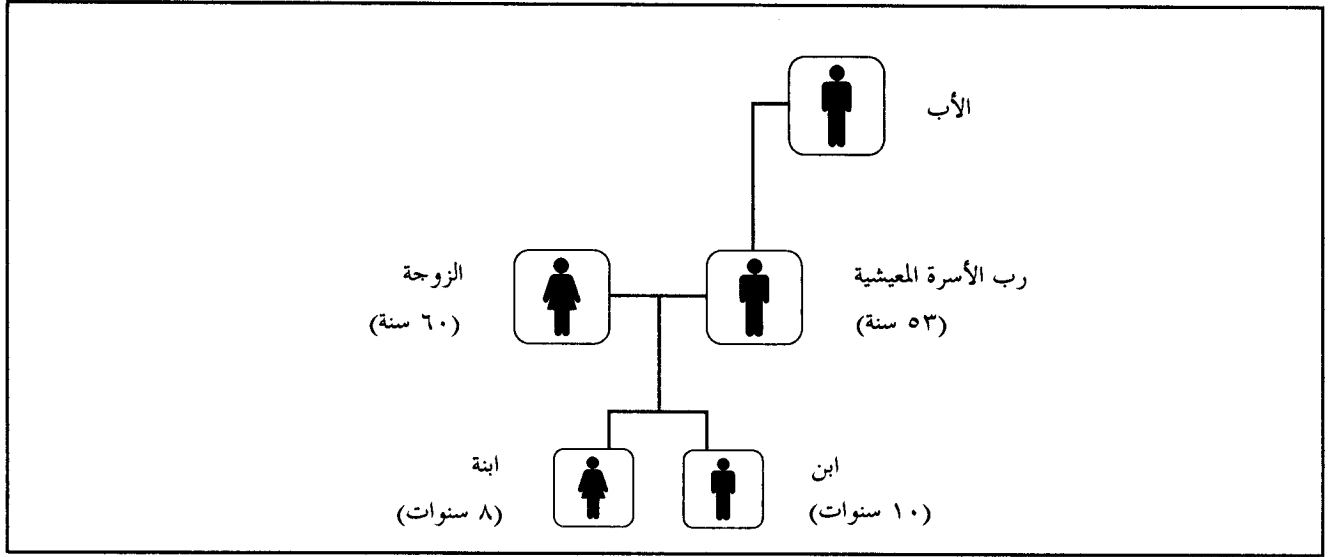 الأب
رب الأسرة المعيشية
(٥٣ سنة)
الزوجة
(٦٠ سنة)
ابن
(١٠ سنوات)
ابنة
(٨ سنوات)